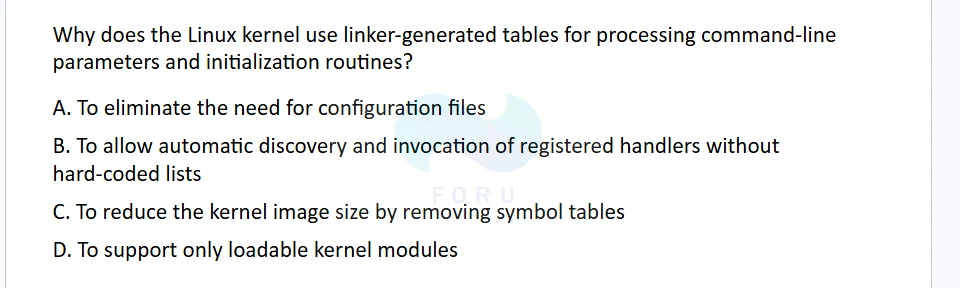 Why does the Linux kernel use linker-generated tables for processing command-line
parameters and initialization routines?
A. To eliminate the need for configuration files
B. To allow automatic discovery and invocation of registered handlers without
hard-coded lists
FORU
C. To reduce the kernel image size by removing symbol tables
D. To support only loadable kernel modules